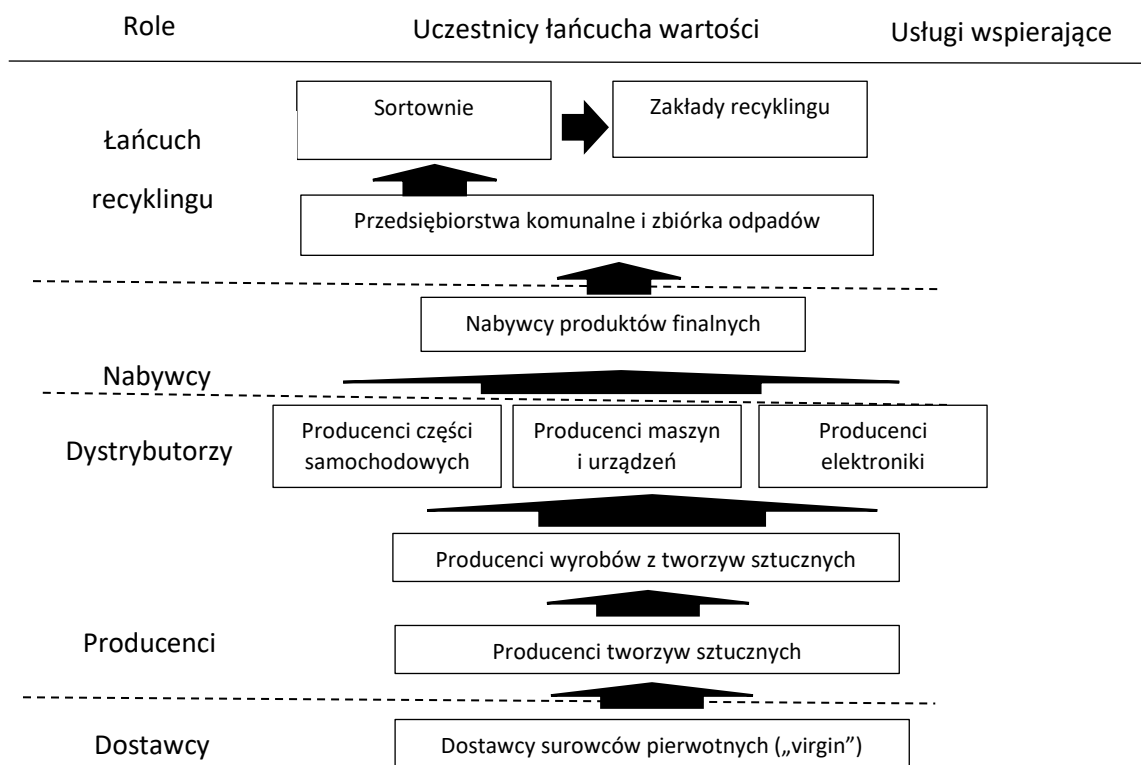 Role
Uczestnicy łańcucha wartości
Usługi wspierające
Łańcuch
recyklingu
Sortownie
Zakłady recyklingu
Przedsiębiorstwa komunalne i zbiórka odpadów
Nabywcy produktów finalnych
Nabywcy
Dystrybutorzy
Producenci części
samochodowych
Producenci maszyn
i urządzeń
Producenci
elektroniki
Producenci wyrobów z tworzyw sztucznych
Producenci
Producenci tworzyw sztucznych
Dostawcy
Dostawcy surowców pierwotnych („virgin”)